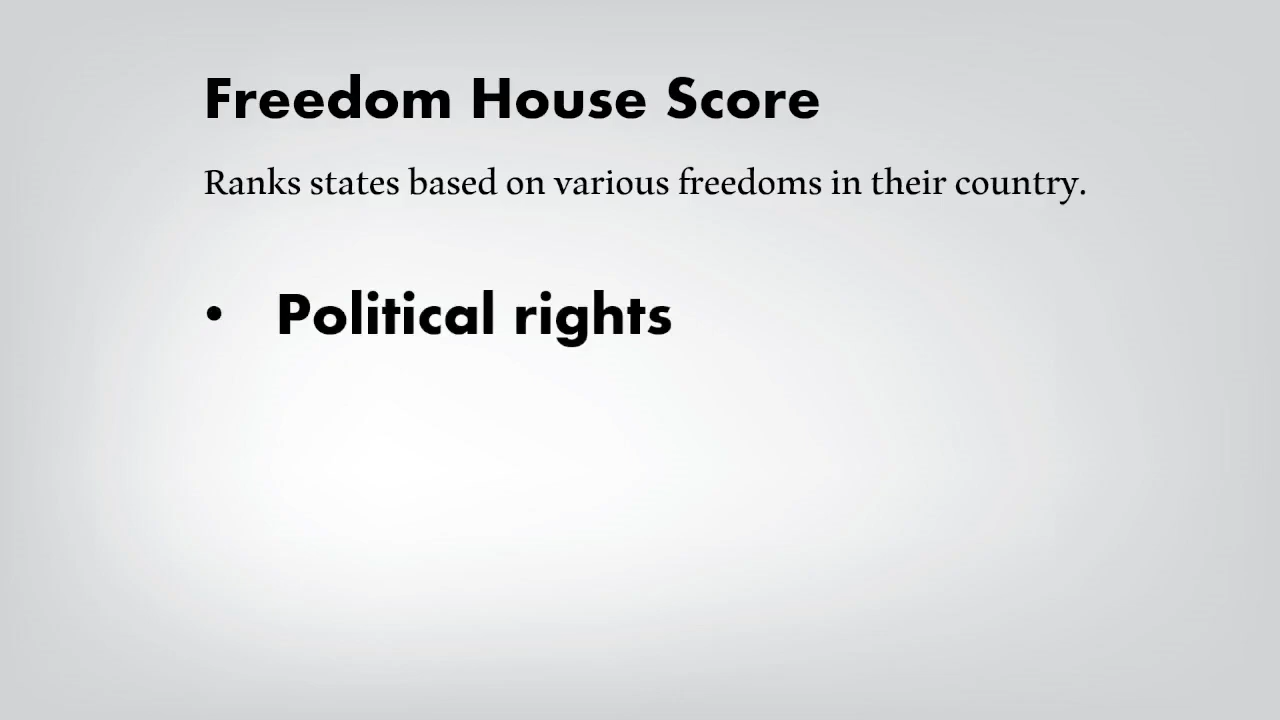 Freedom House Score
Ranks states based on various freedoms in their country.
• Political rights